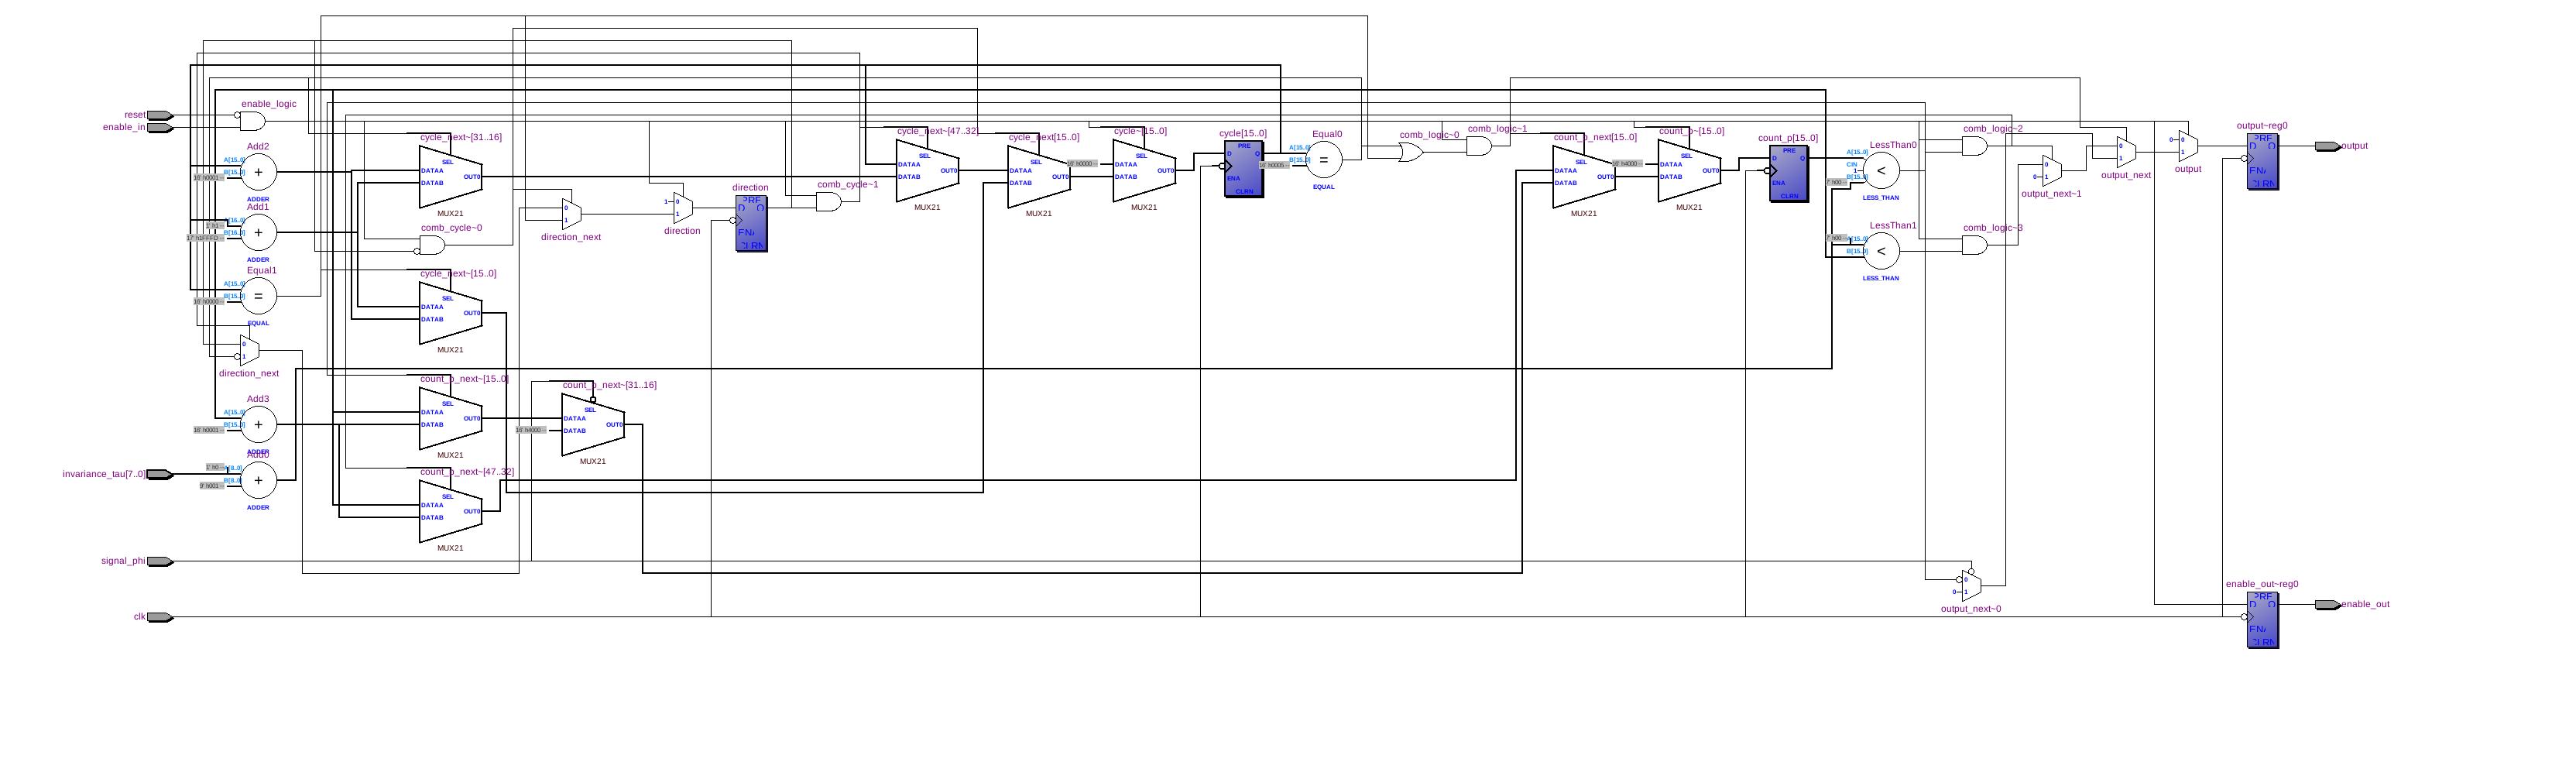 reset
enable_in
enable_logic
Add2
A[15..0]
B[15..0]
ADDER
Add1
A[16..0]
B[16..0]
ADDER
Equal1
A[15..0]
B[15..0]
EQUAL
0
1
direction_next
Add3
A[15..0]
B[15..0]
16' h0001 --
ADDER
Add0
invariance_tau[7..0]
A[8..0]
B[8..0]
1' h0 --
9' h001 --
ADDER
signal_phi
clk
cycle_next~[31..16]
SEL
DATAA
DATAB
OUT0
MUX21
comb_cycle~0
cycle_next~[15..0]
SEL
DATAA
DATAB
OUT0
MUX21
count_p_next~[15..0]
SEL
DATAA
DATAB
OUT0
MUX21
count_p_next~[47..32]
SEL
DATAA
DATAB
OUT0
MUX21
count_p_next~[31..16]
SEL
DATAA
DATAB
OUT0
16' h4000 --
MUX21
0
1
direction_next
1
0
1
direction
direction
PRE
D Q
ENA
CLRN
comb_cycle~1
cycle_next~[47..32]
SEL
DATAA
DATAB
OUT0
MUX21
cycle_next[15..0]
SEL
DATAA
DATAB
OUT0
MUX21
cycle~[15..0]
SEL
16' h0000 --
DATAA
DATAB
OUT0
MUX21
cycle[15..0]
PRE
D Q
ENA
CLRN
Equal0
A[15..0]
B[15..0]
16' h0005 --
=
EQUAL
comb_logic~0
comb_logic~1
count_p_next[15..0]
SEL
DATAA
DATAB
OUT0
MUX21
count_p~[15..0]
SEL
16' h4000 --
DATAA
DATAB
OUT0
MUX21
count_p[15..0]
PRE
D Q
ENA
CLRN
LessThan0
A[15..0]
CIN
1
B[15..0]
7' h00 --
<
LESS_THAN
LessThan1
A[15..0]
B[15..0]
7' h00 --
<
LESS_THAN
comb_logic~2
comb_logic~3
0
0
1
output_next~1
0
1
output_next
0
0
1
output
output~reg0
PRE
D Q
ENA
CLRN
output
0
0
1
output_next~0
enable_out~reg0
PRE
D Q
ENA
CLRN
enable_out